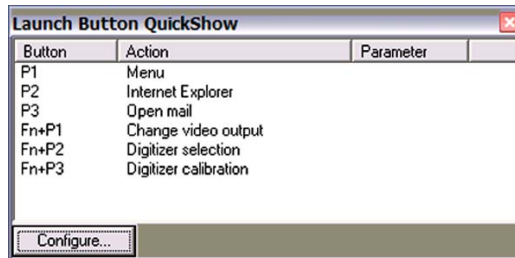 Launch Button QuickShow
Button Action Parameter
P1 Menu
P2 Internet Explorer
P3 Open mail
Fn+P1 Change video output
Fn+P2 Digitizer selection
Fn+P3 Digitizer calibration
Configure...